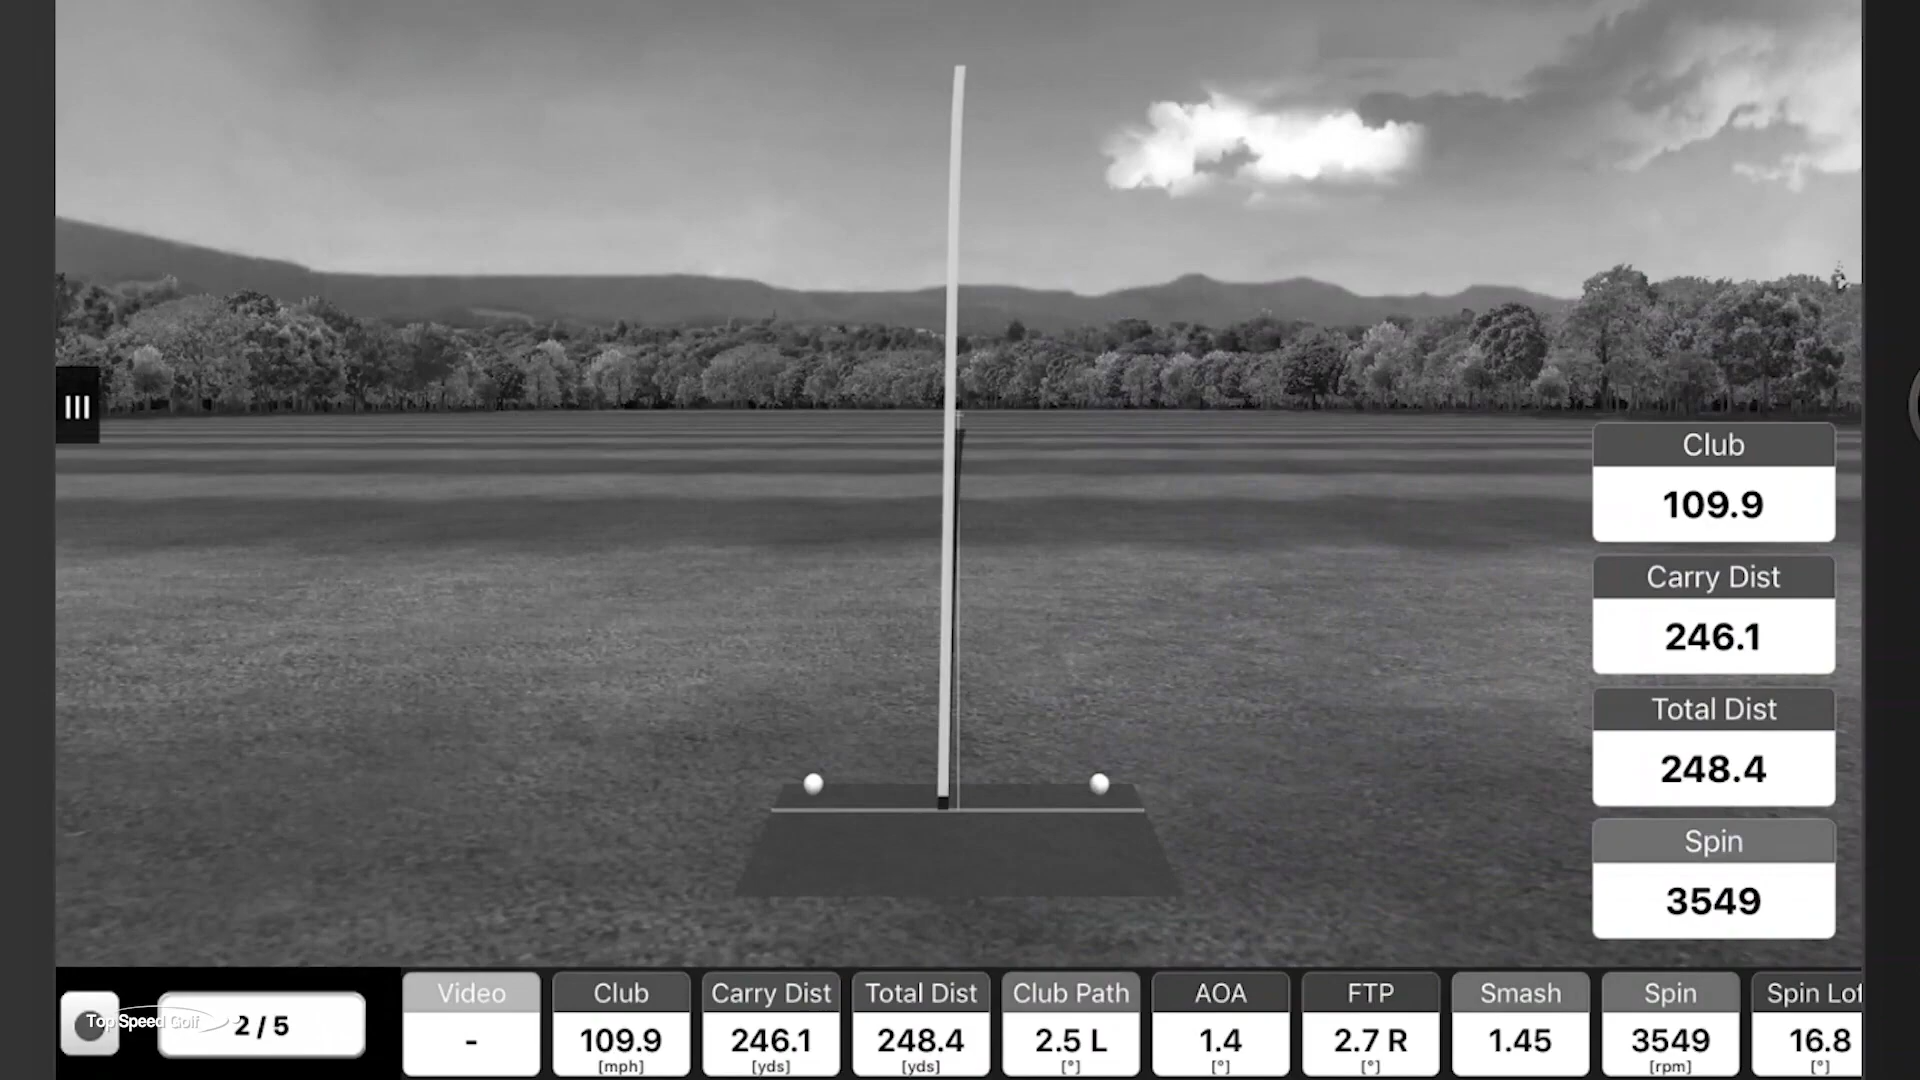 Club
109.9
Carry Dist
246.1
Total Dist
248.4
Spin
3549
Top Speed Golf
2 / 5
Video
-
Club
109.9
[mph]
Carry Dist
246.1
[yds]
Total Dist
248.4
[yds]
Club Path
2.5 L
[°]
AOA
1.4
[°]
FTP
2.7 R
[°]
Smash
1.45
Spin
3549
[rpm]
Spin Lof
16.8
[°]